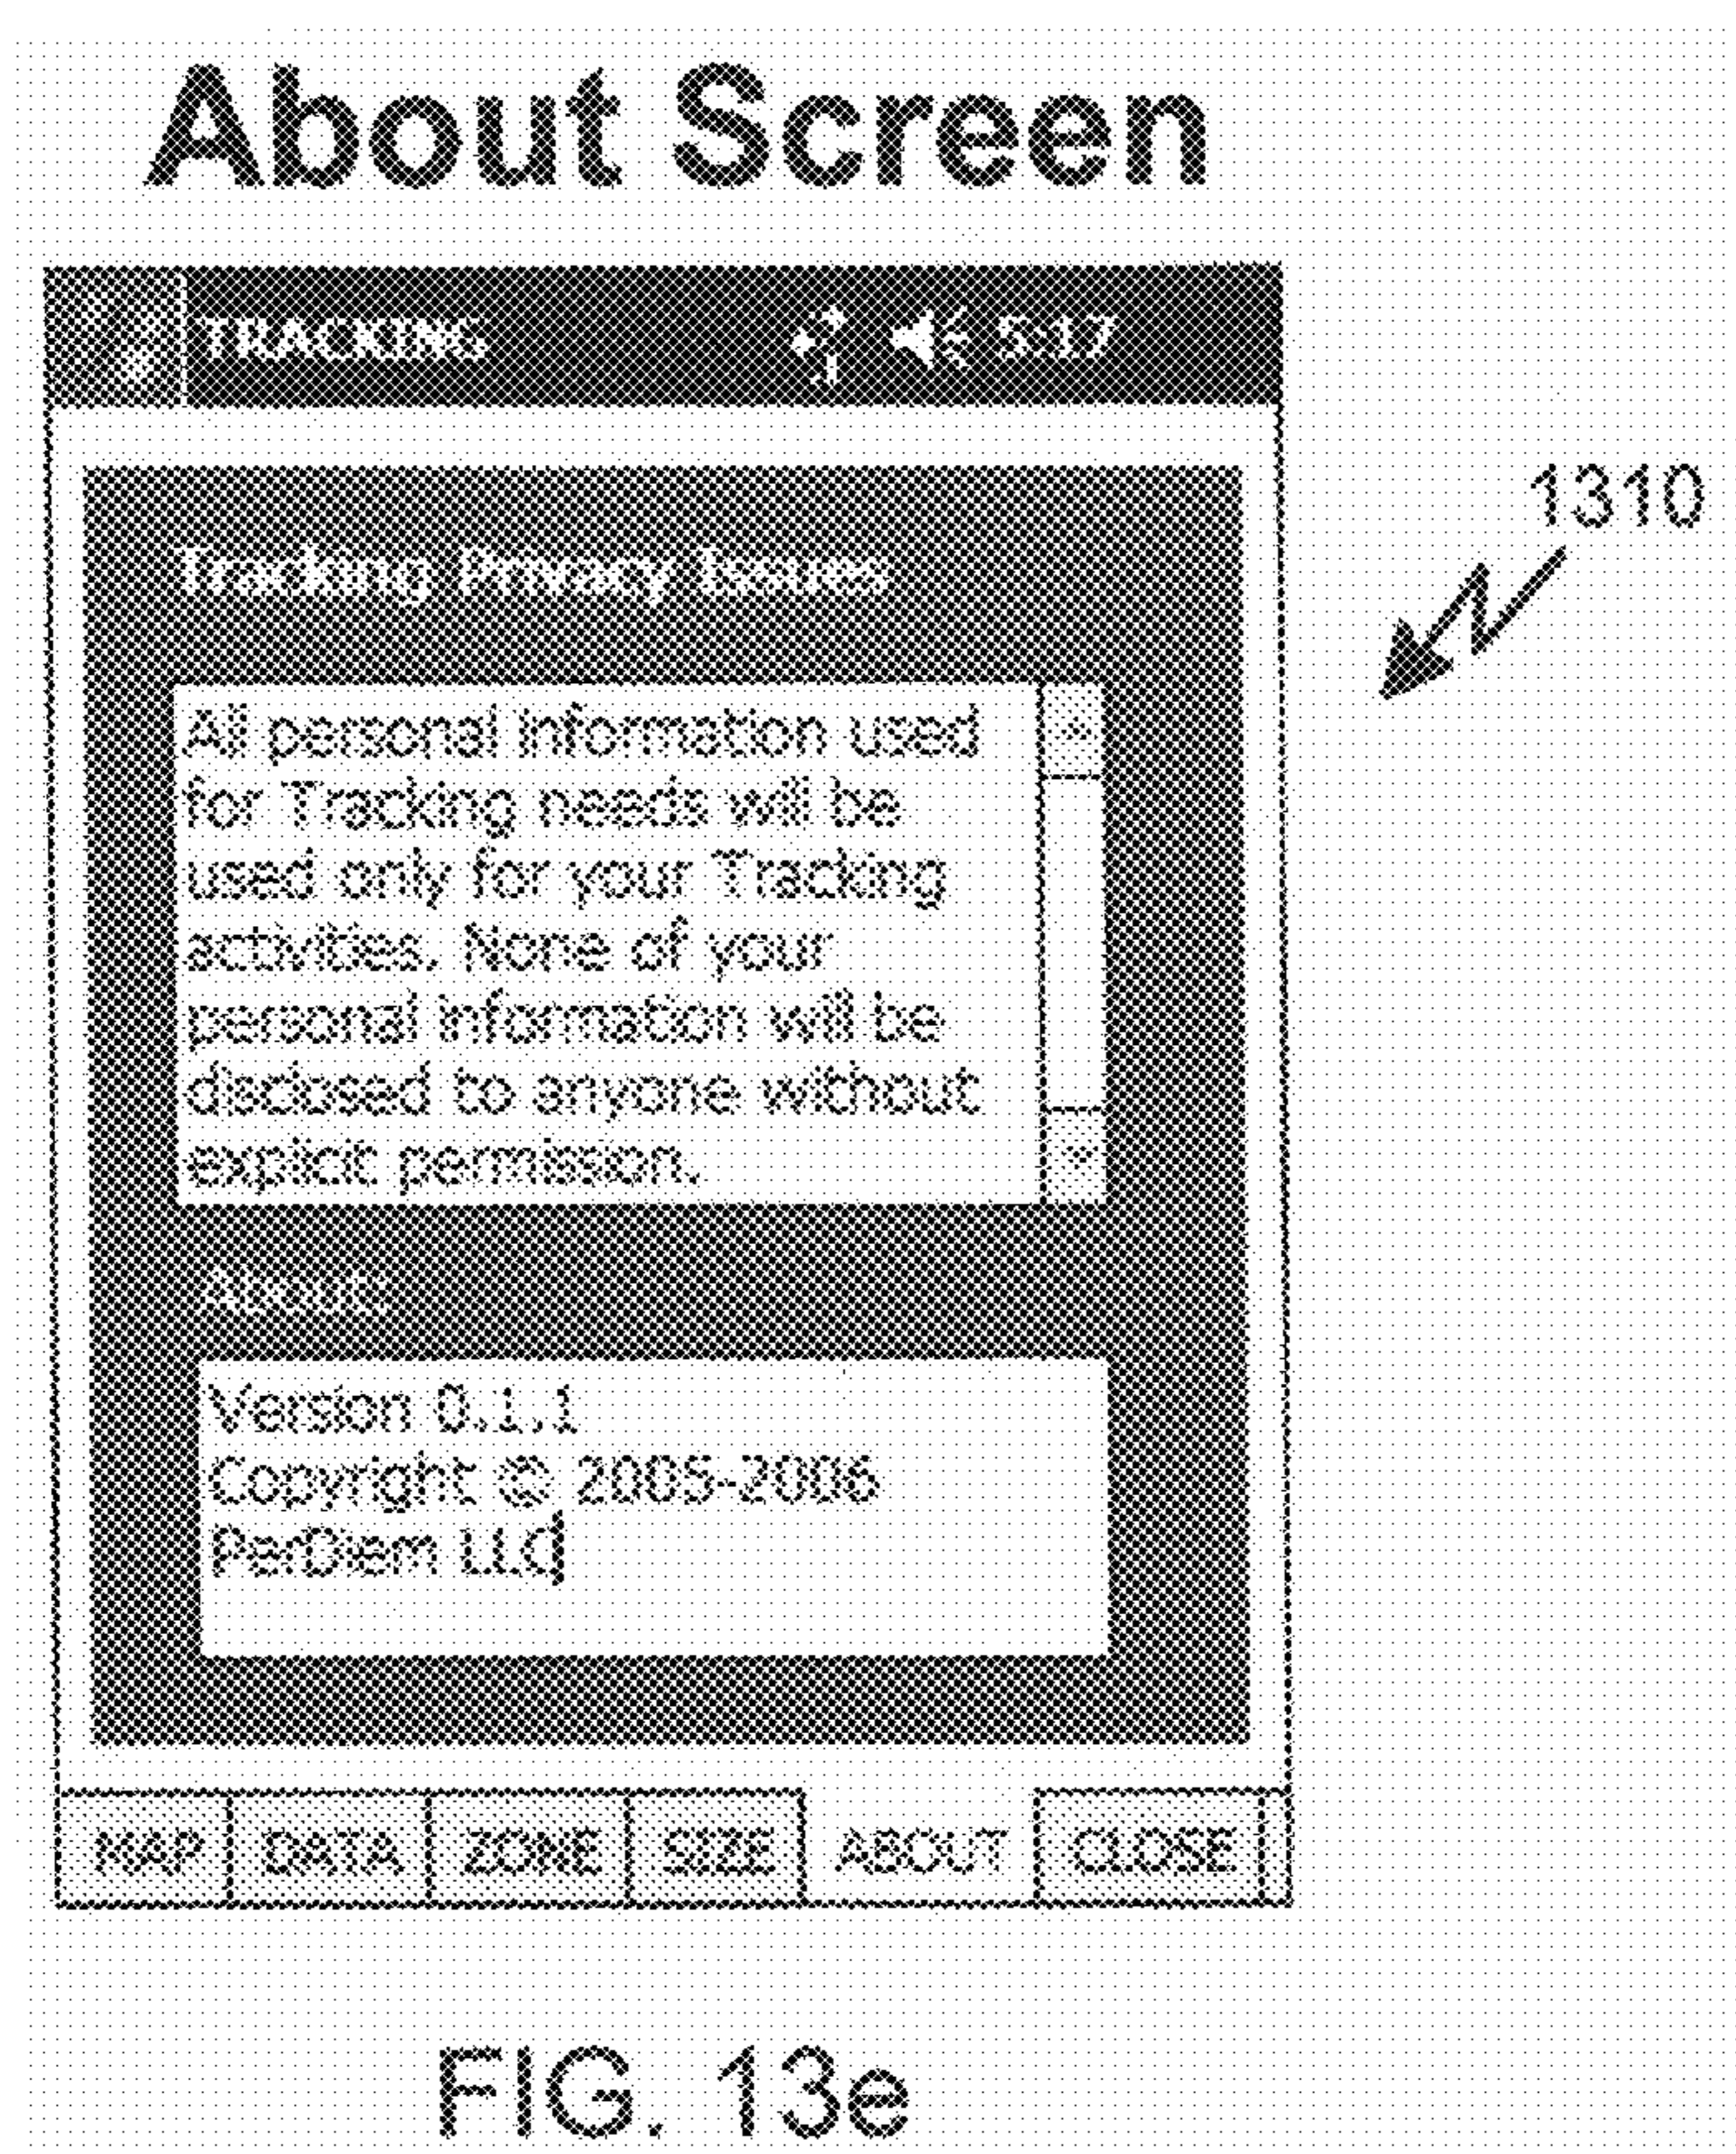 About Screen
TRACKING 5:17
1310
Tracking Privacy Issues
All personal information used
for Tracking needs will be
used only for your Tracking
activities. None of your
personal information will be
disclosed to anyone without
explicit permission.
About:
Version 0.1.1
Copyright © 2005-2006
PerDiem LLC
MAP DATA ZONE SIZE ABOUT CLOSE
FIG. 13e